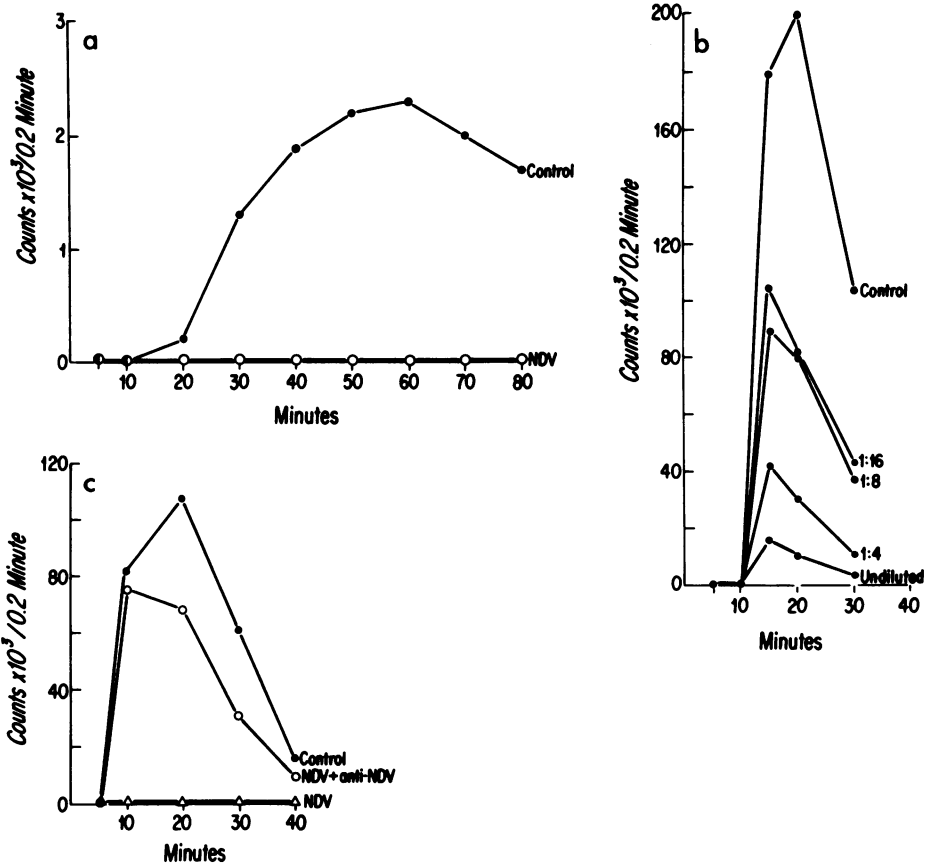 a
3
2
1
0
Counts x10³/0.2 Minute
Control
NDV
10 20 30 40 50 60 70 80
Minutes
b
200
160
120
80
40
0
Counts x10³/0.2 Minute
Control
1:16
1:8
1:4
Undiluted
10 20 30 40
Minutes
c
120
80
40
0
Counts x10³/0.2 Minute
Control
NDV+anti-NDV
NDV
10 20 30 40
Minutes